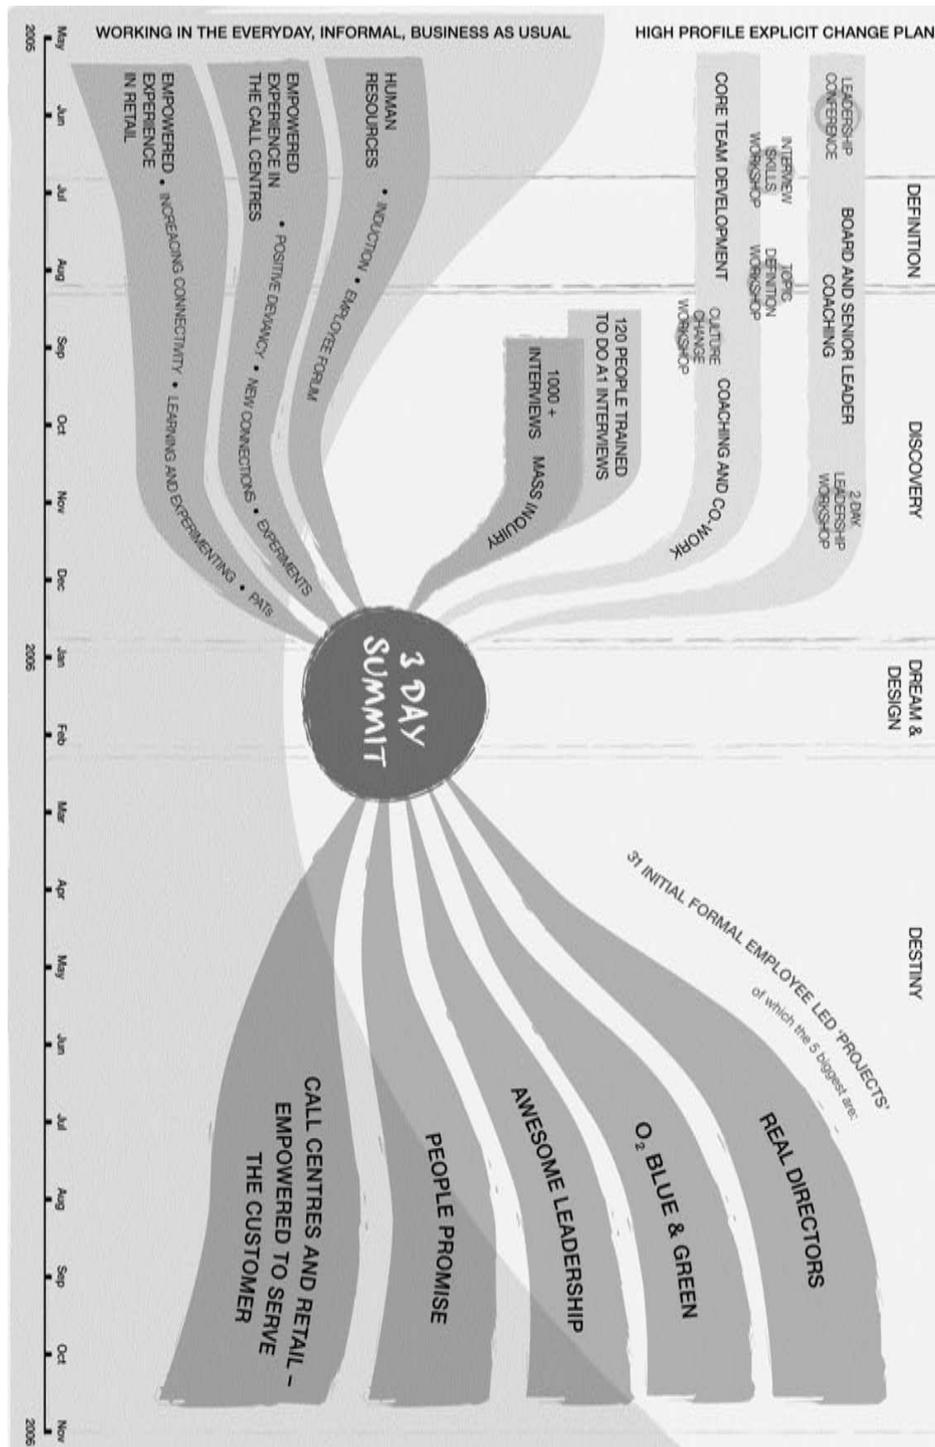 WORKING IN THE EVERYDAY, INFORMAL, BUSINESS AS USUAL
HIGH PROFILE EXPLICIT CHANGE PLAN
DEFINITION
DISCOVERY
DREAM &
DESIGN
DESTINY
LEADERSHIP
CONFERENCE
BOARD AND SENIOR LEADER
COACHING
2-DAY
LEADERSHIP
WORKSHOP
INTERVIEW
SKILLS
WORKSHOP
TOPIC
DEFINITION
WORKSHOP
CORE TEAM DEVELOPMENT
CULTURE
CHANGE
WORKSHOP
COACHING AND CO-WORK
120 PEOPLE TRAINED
TO DO A1 INTERVIEWS
1000 +
INTERVIEWS MASS INQUIRY
HUMAN
RESOURCES • INDUCTION • EMPLOYEE FORUM
EMPOWERED
EXPERIENCE IN
THE CALL CENTRES • POSITIVE DEVIANCY • NEW CONNECTIONS • EXPERIMENTS
EMPOWERED • INCREACING CONNECTIVITY • LEARNING AND EXPERIMENTING • PATs
EXPERIENCE
IN RETAIL
3 DAY
SUMMIT
31 INITIAL FORMAL EMPLOYEE LED 'PROJECTS'
of which the 5 biggest are:
REAL DIRECTORS
O₂ BLUE & GREEN
AWESOME LEADERSHIP
PEOPLE PROMISE
CALL CENTRES AND RETAIL –
EMPOWERED TO SERVE
THE CUSTOMER
May Jun Jul Aug Sep Oct Nov Dec Jan Feb Mar Apr May Jun Jul Aug Sep Oct Nov
2005 2006 2006